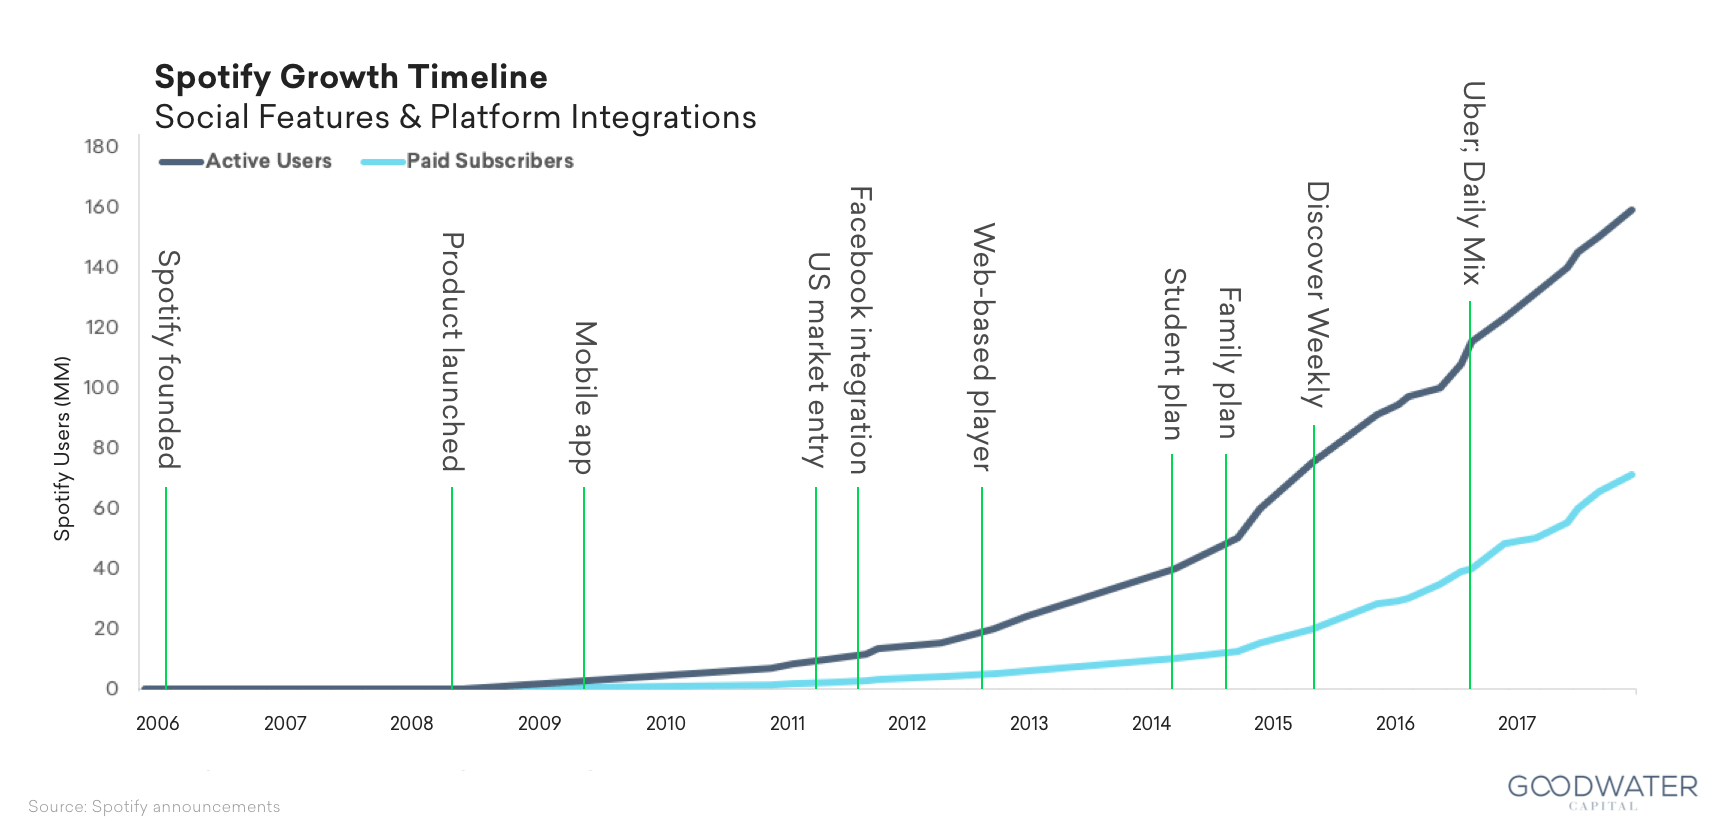 Spotify Growth Timeline
Social Features & Platform Integrations
Active Users
Paid Subscribers
Spotify Users (MM)
180
160
140
120
100
80
60
40
20
0
Spotify founded
Product launched
Mobile app
US market entry
Facebook integration
Web-based player
Student plan
Family plan
Discover Weekly
Uber; Daily Mix
2006
2007
2008
2009
2010
2011
2012
2013
2014
2015
2016
2017
Source: Spotify announcements
GOODWATER
CAPITAL